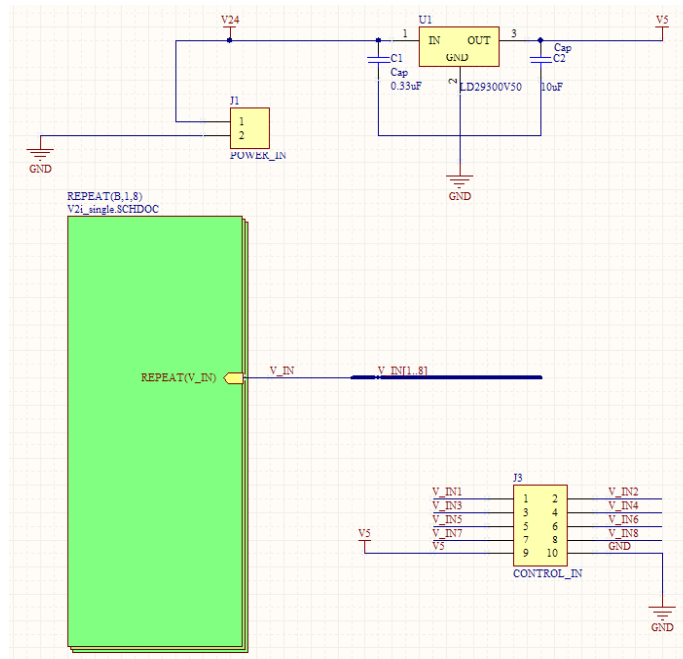 V24
U1
V5
1
IN
OUT
3
GND
2
C1
Cap
0.33uF
LD29300V50
Cap
C2
10uF
J1
1
2
POWER_IN
GND
GND
REPEAT(B,1,8)
V2i_single.SCHDOC
REPEAT(V_IN)
V_IN
V_IN[1..8]
J3
V_IN1 1 2 V_IN2
V_IN3 3 4 V_IN4
V_IN5 5 6 V_IN6
V_IN7 7 8 V_IN8
V5
V5 9 10 GND
CONTROL_IN
GND